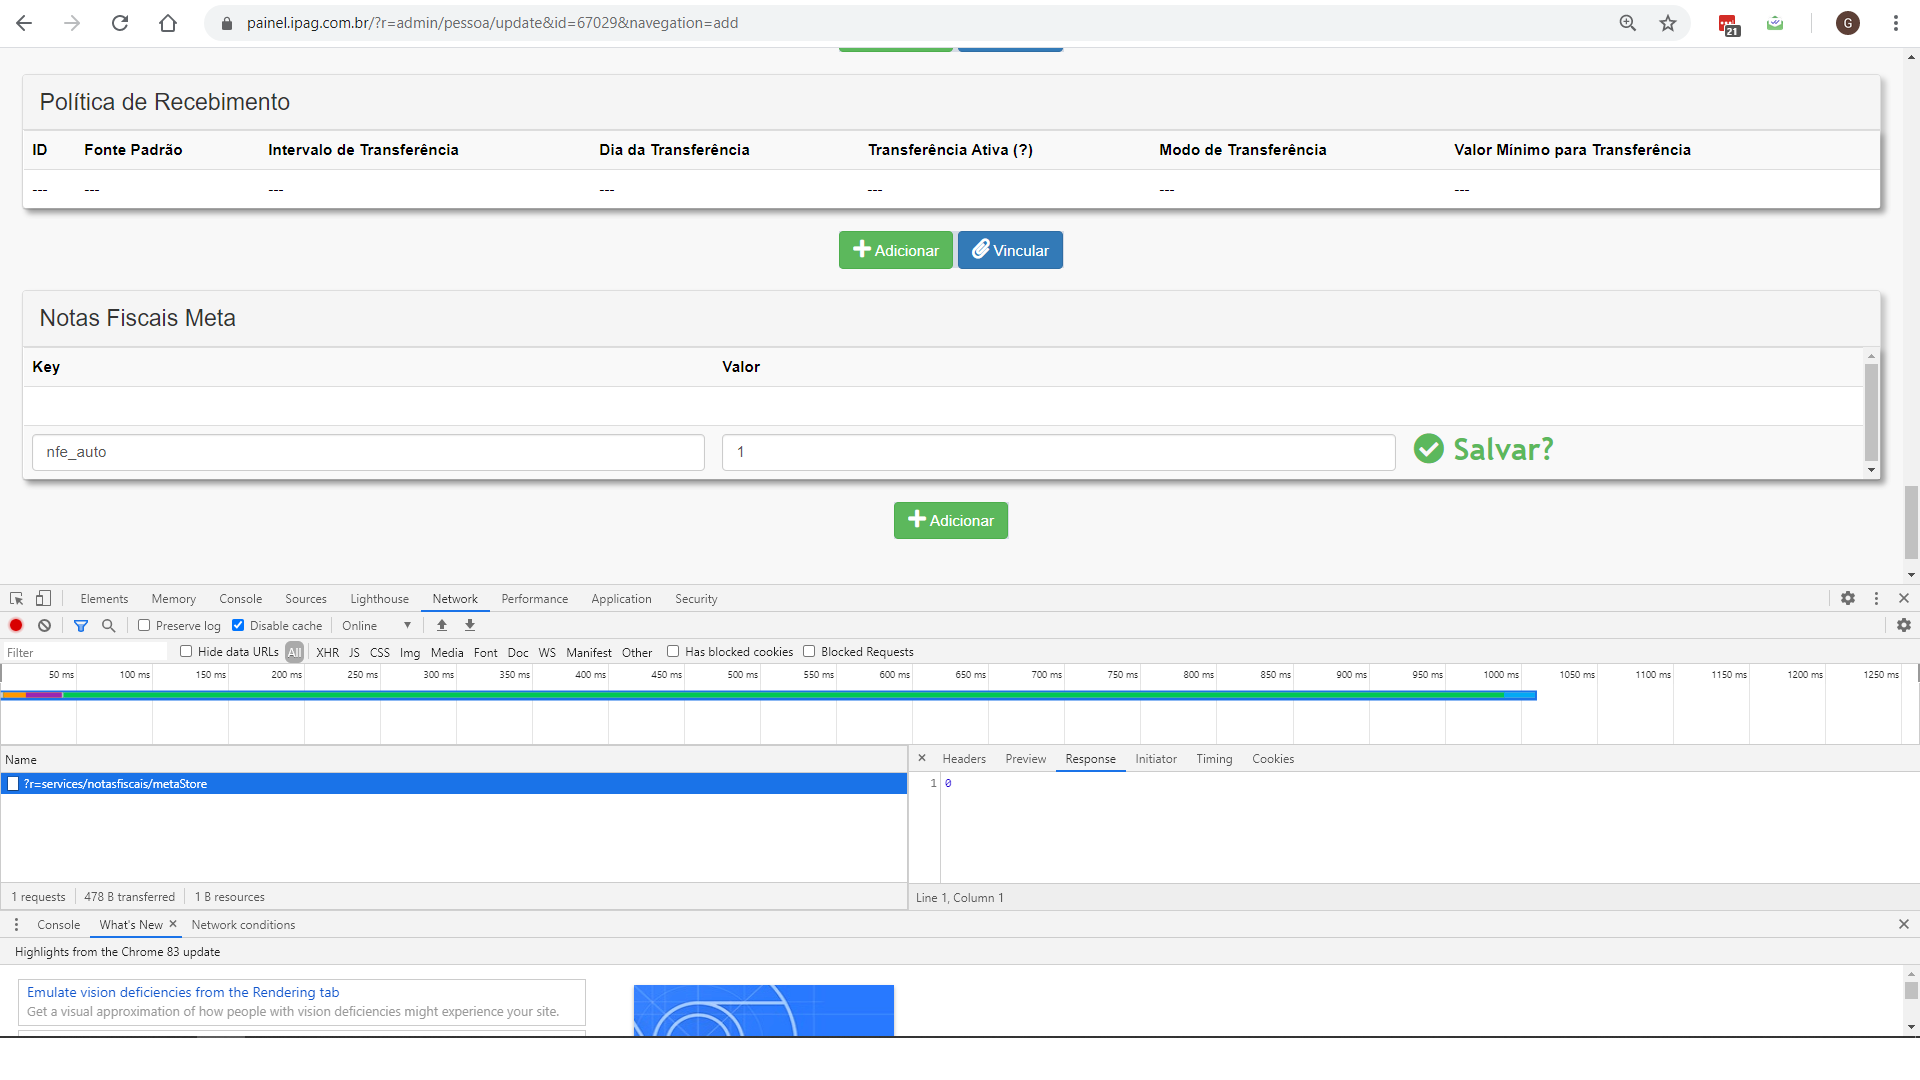 painel.ipag.com.br/?r=admin/pessoa/update&id=67029&navegation=add
21
G
Política de Recebimento
ID Fonte Padrão Intervalo de Transferência Dia da Transferência Transferência Ativa (?) Modo de Transferência Valor Mínimo para Transferência
--- --- --- --- --- --- ---
Adicionar Vincular
Notas Fiscais Meta
Key Valor
nfe_auto 1 Salvar?
Adicionar
Elements Memory Console Sources Lighthouse Network Performance Application Security
Preserve log Disable cache Online
Filter Hide data URLs All XHR JS CSS Img Media Font Doc WS Manifest Other Has blocked cookies Blocked Requests
50 ms 100 ms 150 ms 200 ms 250 ms 300 ms 350 ms 400 ms 450 ms 500 ms 550 ms 600 ms 650 ms 700 ms 750 ms 800 ms 850 ms 900 ms 950 ms 1000 ms 1050 ms 1100 ms 1150 ms 1200 ms 1250 ms
Name Headers Preview Response Initiator Timing Cookies
?r=services/notasfiscais/metaStore 1 0
1 requests 478 B transferred 1 B resources Line 1, Column 1
Console What's New Network conditions
Highlights from the Chrome 83 update
Emulate vision deficiencies from the Rendering tab
Get a visual approximation of how people with vision deficiencies might experience your site.